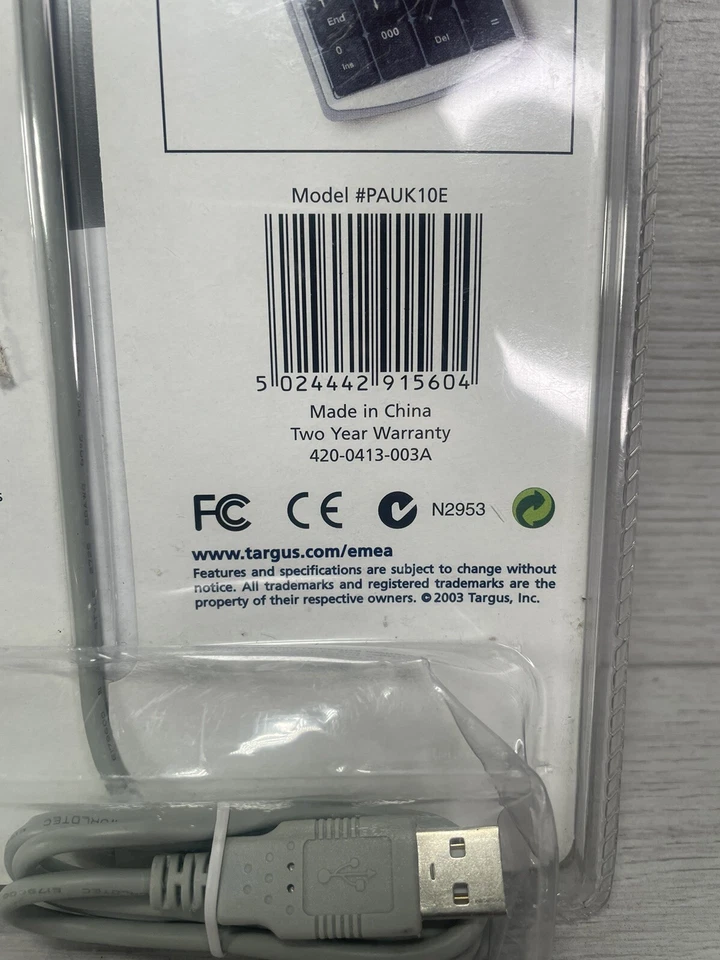 End
0
Ins
000
Del
=
Model #PAUK10E
5 024442 915604
Made in China
Two Year Warranty
420-0413-003A
FC CE N2953
www.targus.com/emea
Features and specifications are subject to change without
notice. All trademarks and registered trademarks are the
property of their respective owners. © 2003 Targus, Inc.